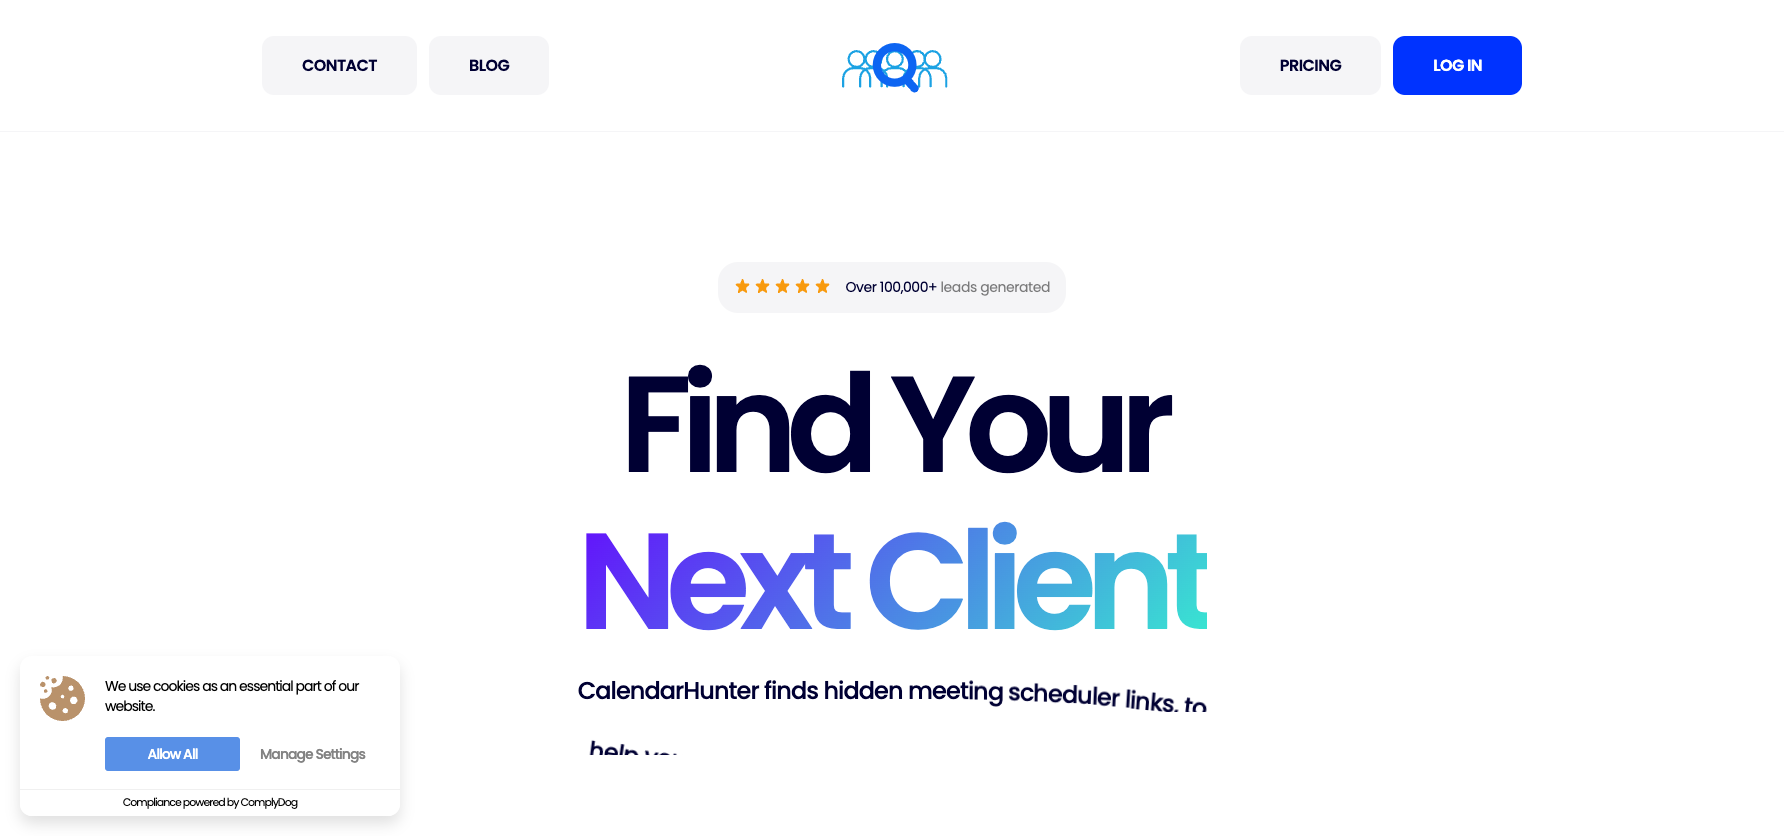 CONTACT
BLOG
PRICING
LOG IN
Over 100,000+ leads generated
Find Your
Next Client
CalendarHunter finds hidden meeting scheduler links, to
help you
We use cookies as an essential part of our
website.
Allow All
Manage Settings
Compliance powered by ComplyDog